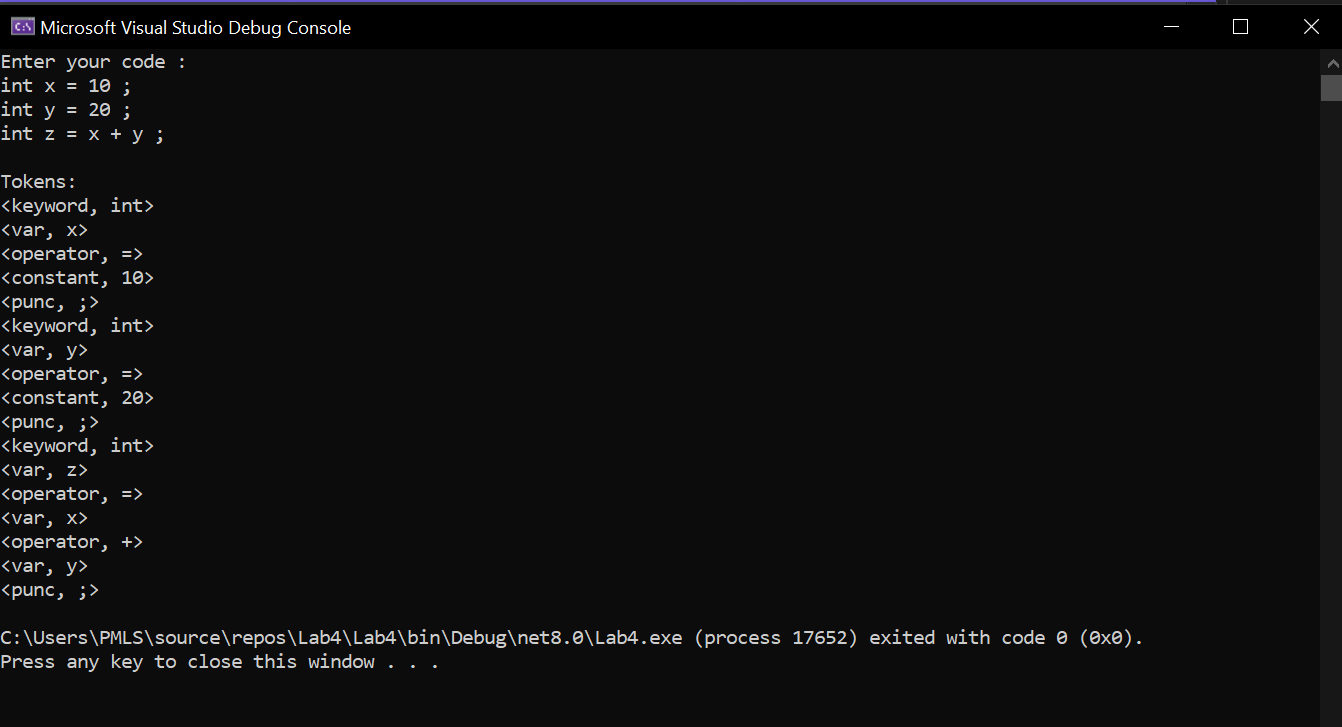 Microsoft Visual Studio Debug Console
Enter your code :
int x = 10 ;
int y = 20 ;
int z = x + y ;
Tokens:
<keyword, int>
<var, x>
<operator, =>
<constant, 10>
<punc, ;>
<keyword, int>
<var, y>
<operator, =>
<constant, 20>
<punc, ;>
<keyword, int>
<var, z>
<operator, =>
<var, x>
<operator, +>
<var, y>
<punc, ;>
C:\Users\PMLS\source\repos\Lab4\Lab4\bin\Debug\net8.0\Lab4.exe (process 17652) exited with code 0 (0x0).
Press any key to close this window . . .